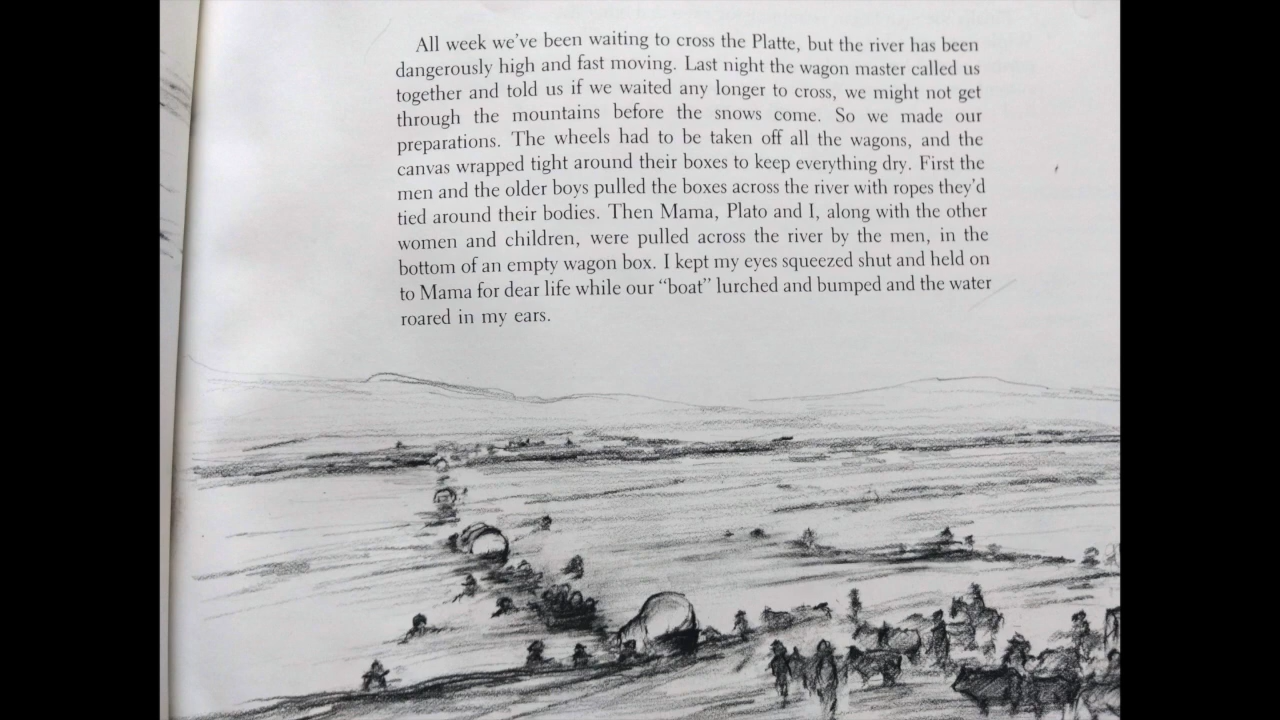 All week we've been waiting to cross the Platte, but the river has been
dangerously high and fast moving. Last night the wagon master called us
together and told us if we waited any longer to cross, we might not get
through the mountains before the snows come. So we made our
preparations. The wheels had to be taken off all the wagons, and the
canvas wrapped tight around their boxes to keep everything dry. First the
men and the older boys pulled the boxes across the river with ropes they'd
tied around their bodies. Then Mama, Plato and I, along with the other
women and children, were pulled across the river by the men, in the
bottom of an empty wagon box. I kept my eyes squeezed shut and held on
to Mama for dear life while our “boat” lurched and bumped and the water
roared in my ears.